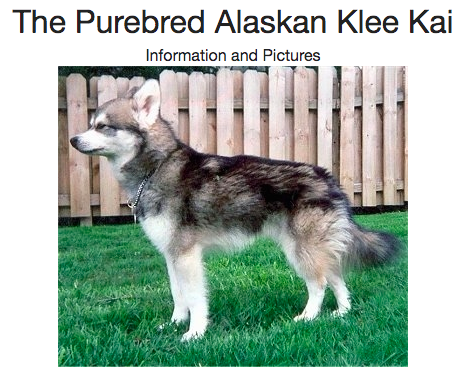 The Purebred Alaskan Klee Kai
Information and Pictures